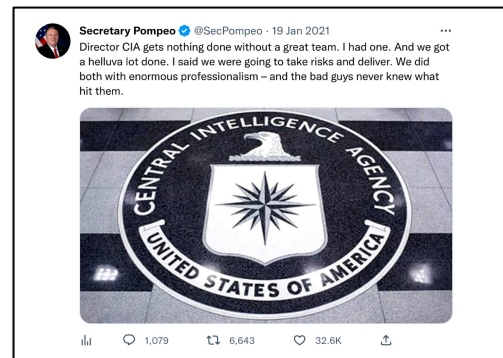 Secretary Pompeo @SecPompeo · 19 Jan 2021
Director CIA gets nothing done without a great team. I had one. And we got
a helluva lot done. I said we were going to take risks and deliver. We did
both with enormous professionalism – and the bad guys never knew what
hit them.
CENTRAL INTELLIGENCE AGENCY
UNITED STATES OF AMERICA
1,079 6,643 32.6K